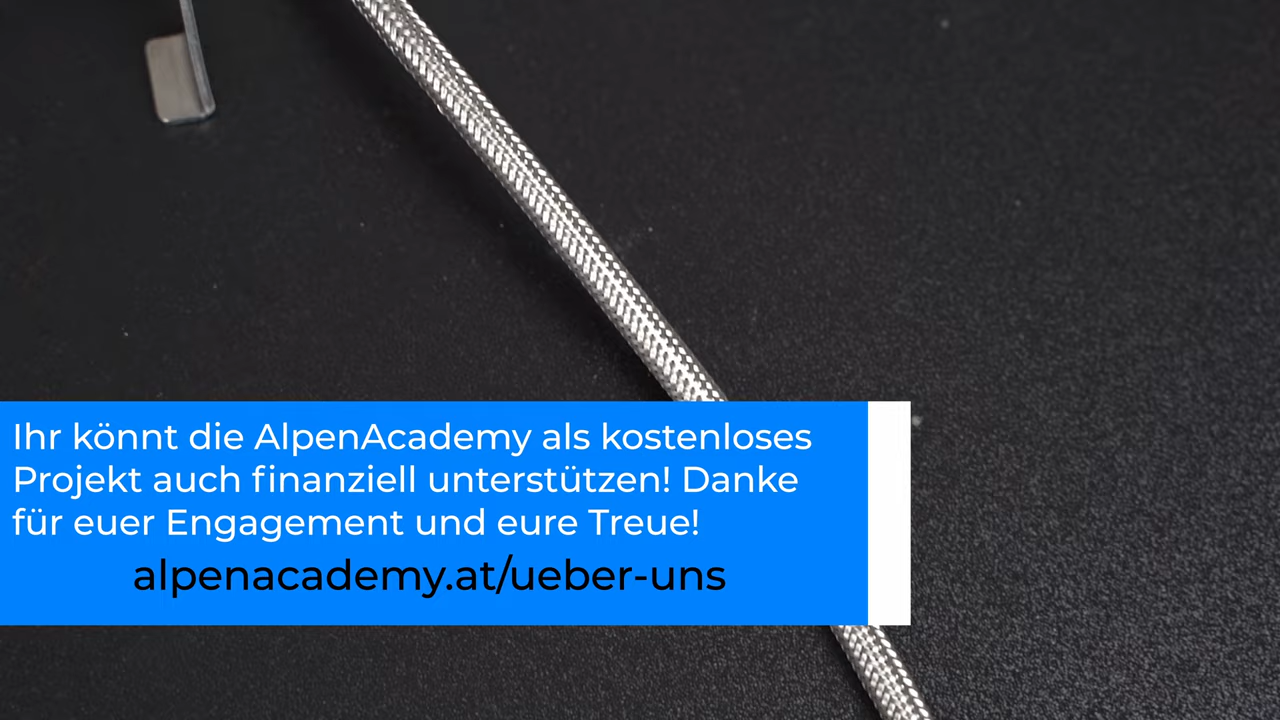 Ihr könnt die AlpenAcademy als kostenloses
Projekt auch finanziell unterstützen! Danke
für euer Engagement und eure Treue!
alpenacademy.at/ueber-uns